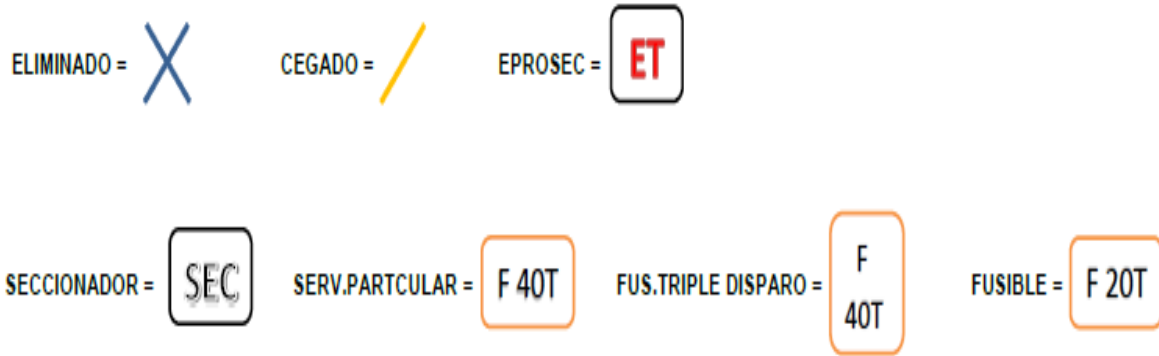 ELIMINADO =
CEGADO =
EPROSEC = ET
SECCIONADOR = SEC
SERV.PARTCULAR = F 40T
FUS.TRIPLE DISPARO = F
40T
FUSIBLE = F 20T